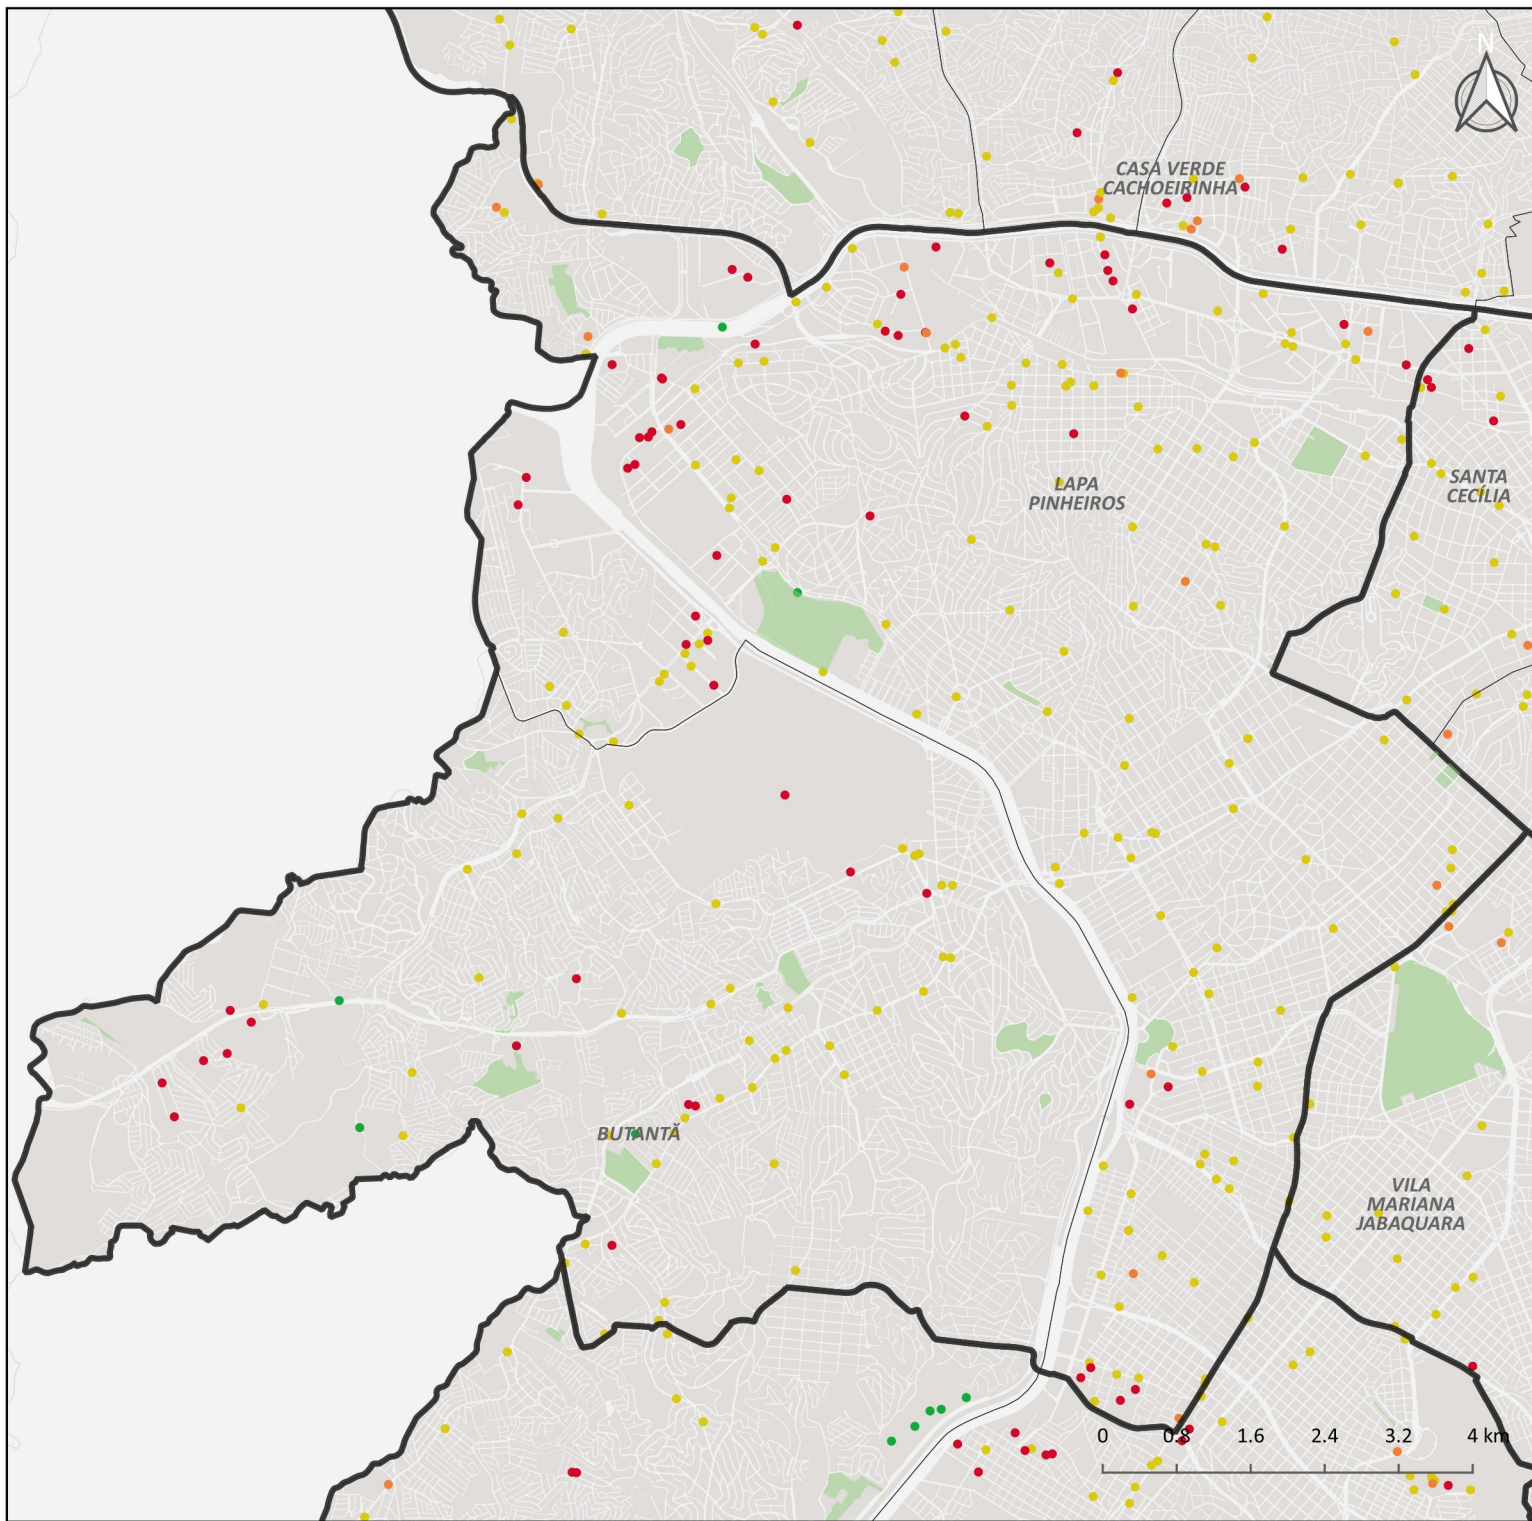 N
CASA VERDE
CACHOEIRINHA
LAPA
PINHEIROS
SANTA
CECÍLIA
BUTANTÃ
VILA
MARIANA
JABAQUARA
0 0.8 1.6 2.4 3.2 4 km